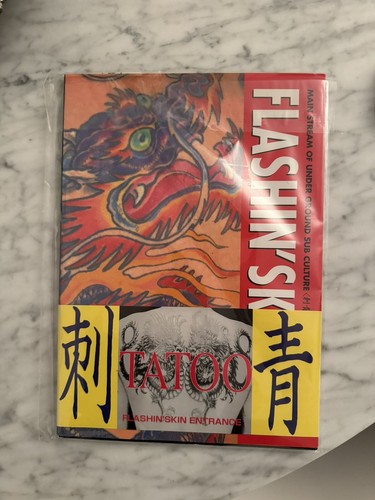 MAIN STREAM OF UNDER GROUND SUB CULTURE
FLASHIN'SK
刺青
TATOO
FLASHIN'SKIN ENTRANCE